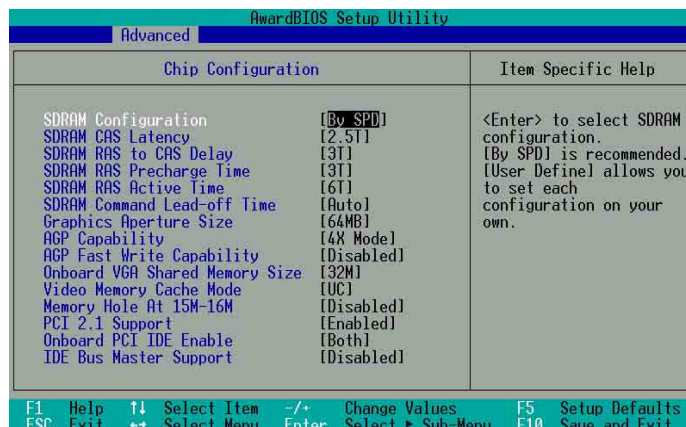 AwardBIOS Setup Utility
Advanced
Chip Configuration
Item Specific Help
SDRAM Configuration [By SPD]
SDRAM CAS Latency [2.5T]
SDRAM RAS to CAS Delay [3T]
SDRAM RAS Precharge Time [3T]
SDRAM RAS Active Time [6T]
SDRAM Command Lead-off Time [Auto]
Graphics Aperture Size [64MB]
AGP Capability [4X Mode]
AGP Fast Write Capability [Disabled]
Onboard VGA Shared Memory Size [32M]
Video Memory Cache Mode [UC]
Memory Hole At 15M-16M [Disabled]
PCI 2.1 Support [Enabled]
Onboard PCI IDE Enable [Both]
IDE Bus Master Support [Disabled]
<Enter> to select SDRAM
configuration.
[By SPD] is recommended.
[User Define] allows you
to set each
configuration on your
own.
F1 Help ↑↓ Select Item -/+ Change Values F5 Setup Defaults
ESC Exit ←→ Select Menu Enter Select ► Sub-Menu F10 Save and Exit